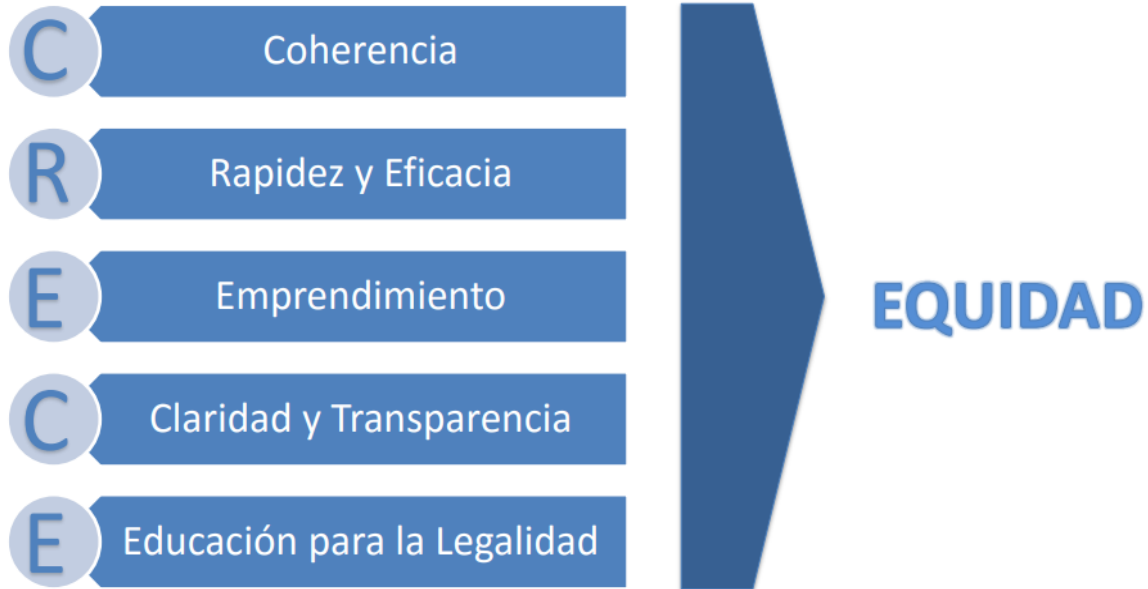 C Coherencia
R Rapidez y Eficacia
E Emprendimiento
EQUIDAD
C Claridad y Transparencia
E Educación para la Legalidad